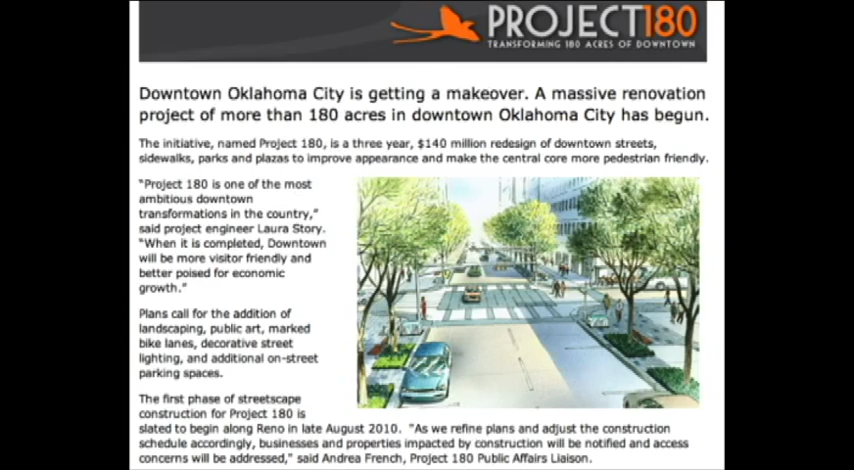 PROJECT180
TRANSFORMING 180 ACRES OF DOWNTOWN
Downtown Oklahoma City is getting a makeover. A massive renovation
project of more than 180 acres in downtown Oklahoma City has begun.
The initiative, named Project 180, is a three year, $140 million redesign of downtown streets,
sidewalks, parks and plazas to improve appearance and make the central core more pedestrian friendly.
"Project 180 is one of the most
ambitious downtown
transformations in the country,"
said project engineer Laura Story.
"When it is completed, Downtown
will be more visitor friendly and
better poised for economic
growth."
Plans call for the addition of
landscaping, public art, marked
bike lanes, decorative street
lighting, and additional on-street
parking spaces.
The first phase of streetscape
construction for Project 180 is
slated to begin along Reno in late August 2010. "As we refine plans and adjust the construction
schedule accordingly, businesses and properties impacted by construction will be notified and access
concerns will be addressed," said Andrea French, Project 180 Public Affairs Liaison.